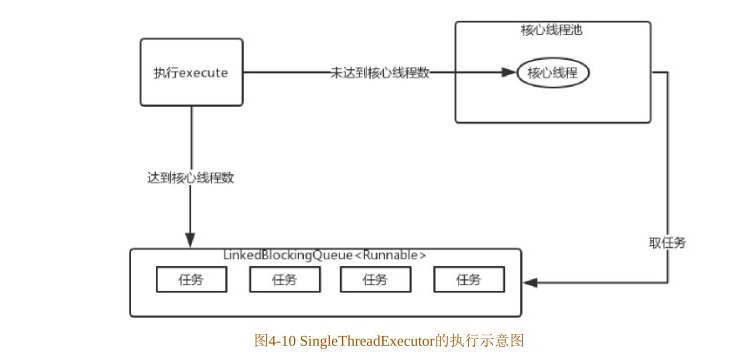 核心线程池
执行execute
未达到核心线程数
核心线程
达到核心线程数
取任务
LinkedBlockingQueue<Runnable>
任务
任务
任务
任务
图4-10 SingleThreadExecutor的执行示意图